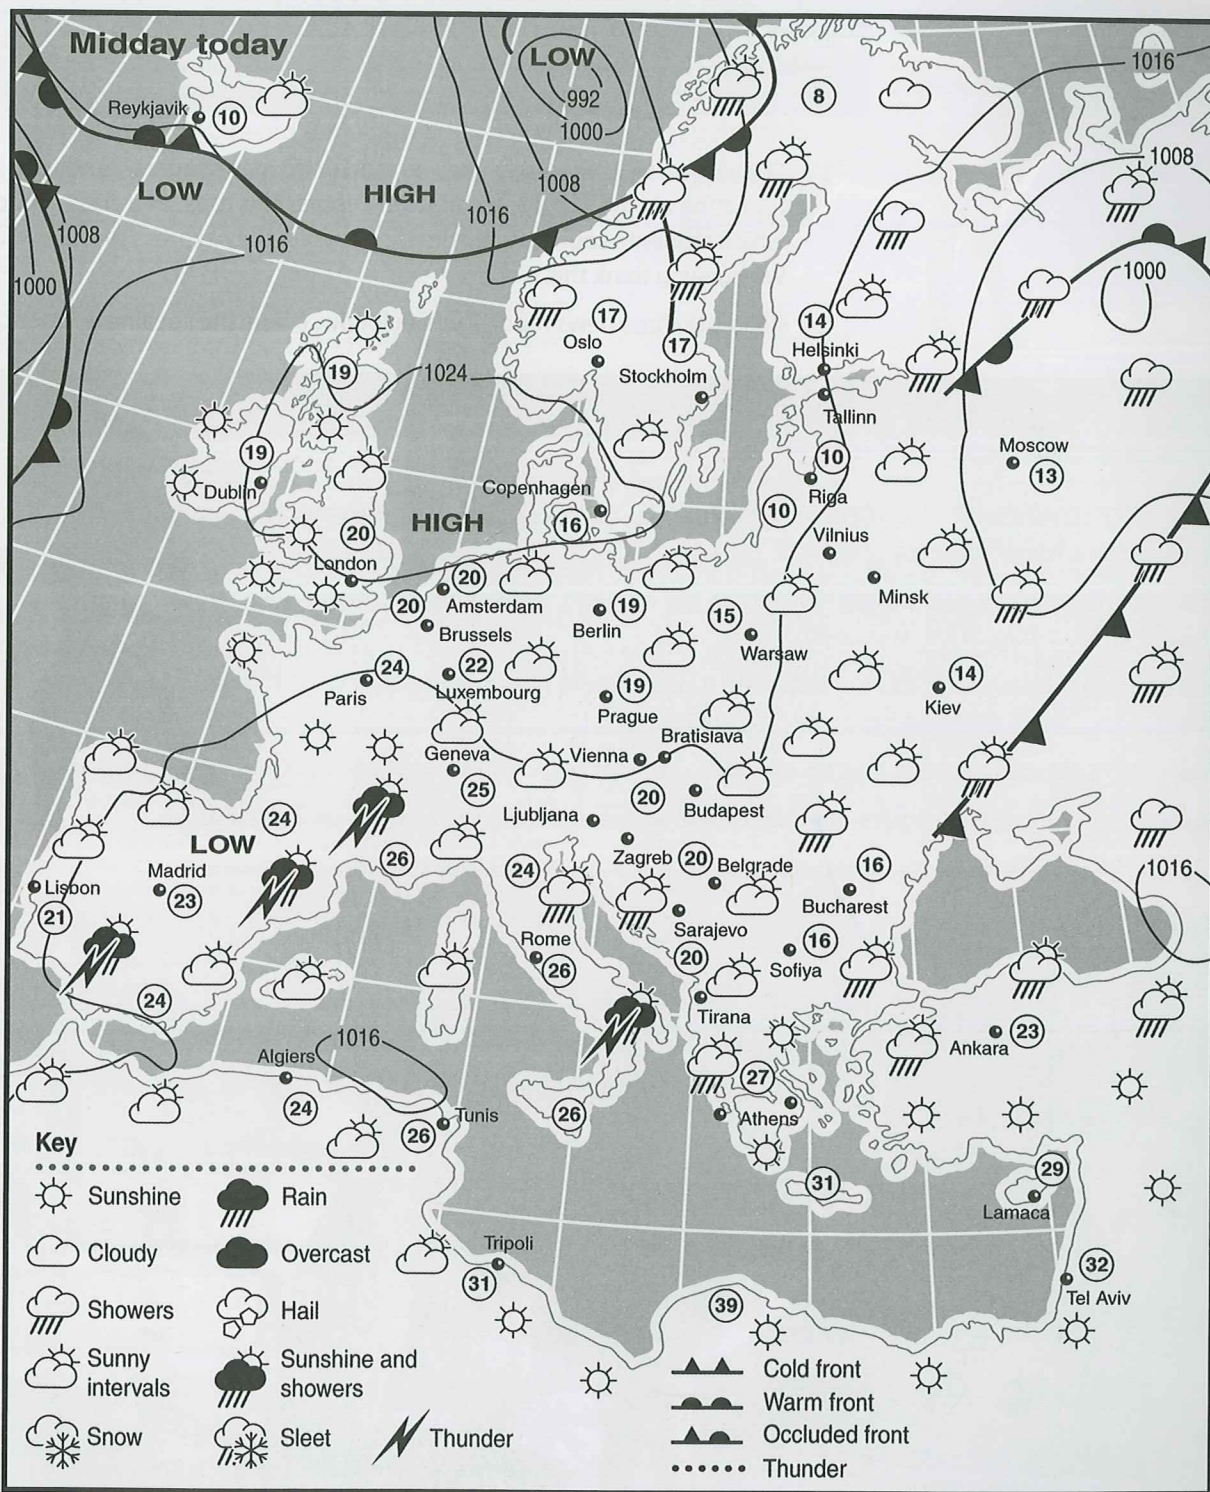 Midday today
LOW
992
1000
1016
8
Reykjavik
10
1008
LOW
HIGH
1008
1016
1016
1008
1000
1000
17
Oslo
14
Helsinki
19
1024
17
Stockholm
Tallinn
19
Dublin
10
Riga
Moscow
13
Copenhagen
16
HIGH
10
20
London
Vilnius
20
Amsterdam
Minsk
20
Brussels
19
Berlin
15
Warsaw
24
Paris
22
Luxembourg
19
Prague
14
Kiev
Geneva
25
Vienna
Bratislava
20
Budapest
Ljubljana
24
LOW
26
24
Zagreb
20
Belgrade
16
Bucharest
1016
Lisbon
21
Madrid
23
Sarajevo
20
16
Sofiya
Rome
26
24
Tirana
Ankara
23
Algiers
24
1016
27
Athens
26
Tunis
26
31
29
Lamaca
Tripoli
31
39
32
Tel Aviv
Key
Sunshine
Rain
Cloudy
Overcast
Showers
Hail
Sunny
intervals
Sunshine and
showers
Snow
Sleet
Thunder
Cold front
Warm front
Occluded front
Thunder